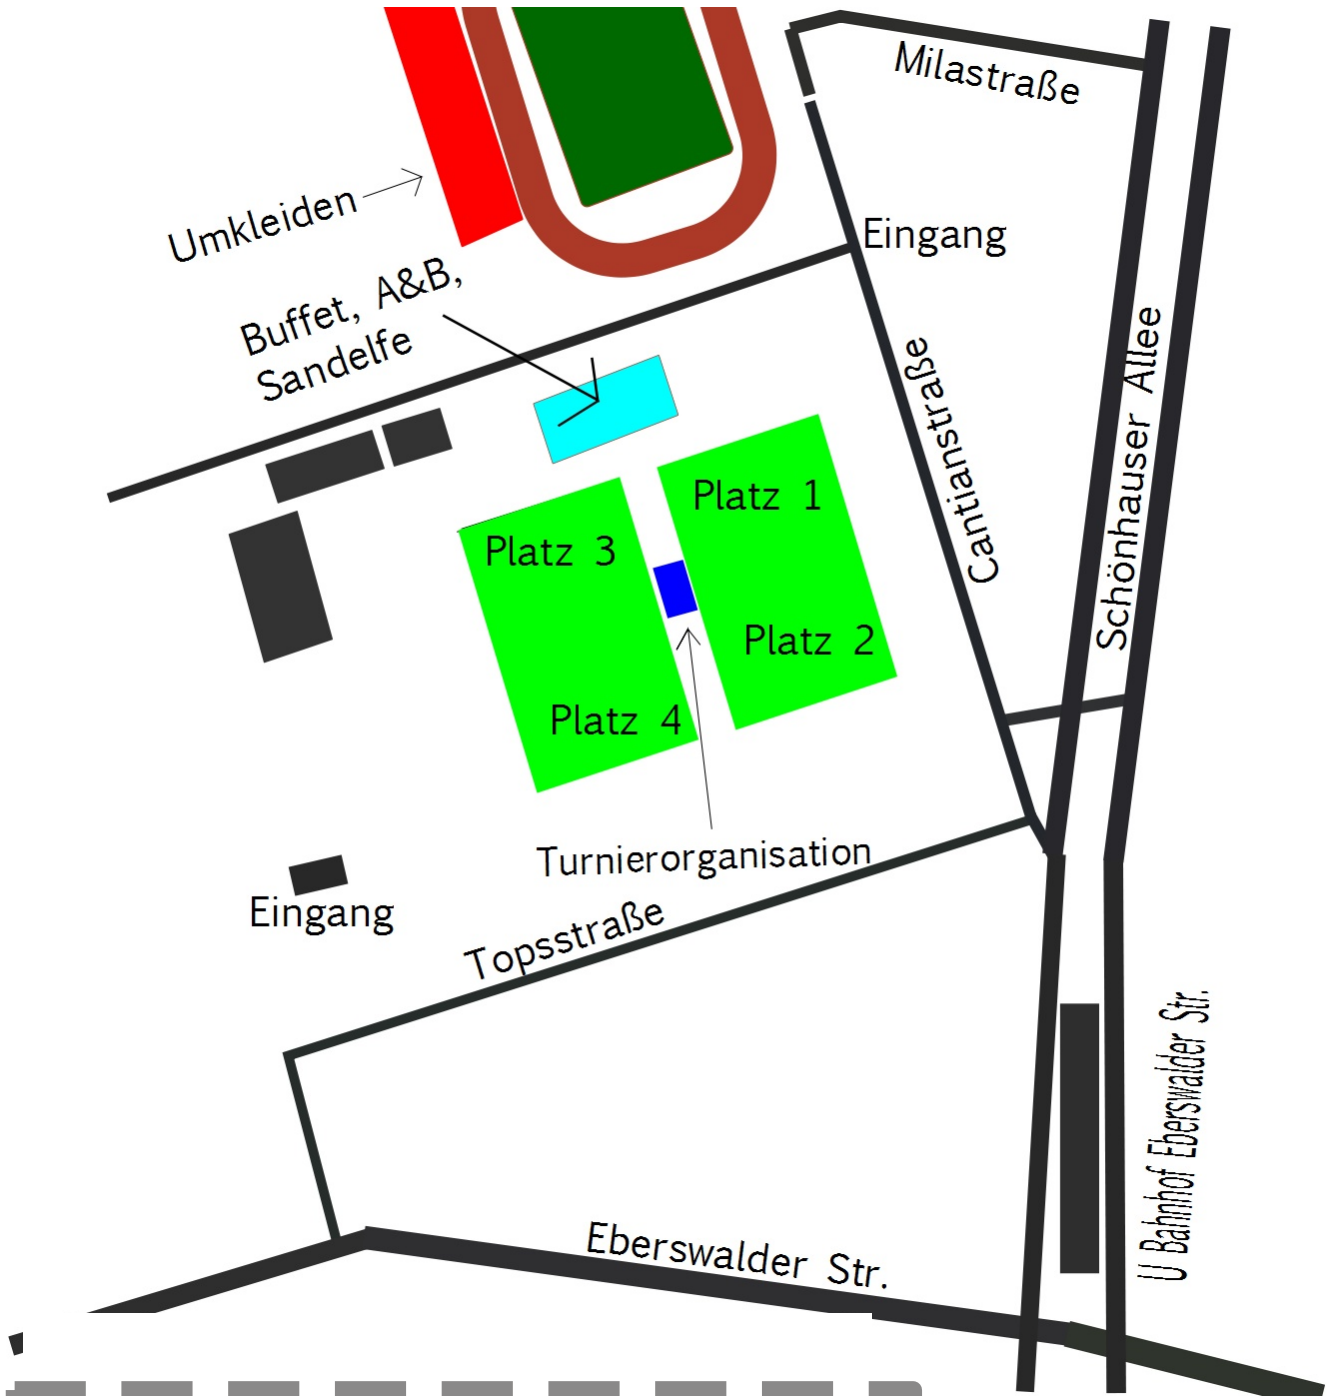 Milastraße
Umkleiden
Eingang
Buffet, A&B,
Sandelfe
Cantianstraße
Schönhauser Allee
Platz 1
Platz 3
Platz 2
Platz 4
Turnierorganisation
Eingang
Topsstraße
U Bahnhof Eberswalder Str.
Eberswalder Str.